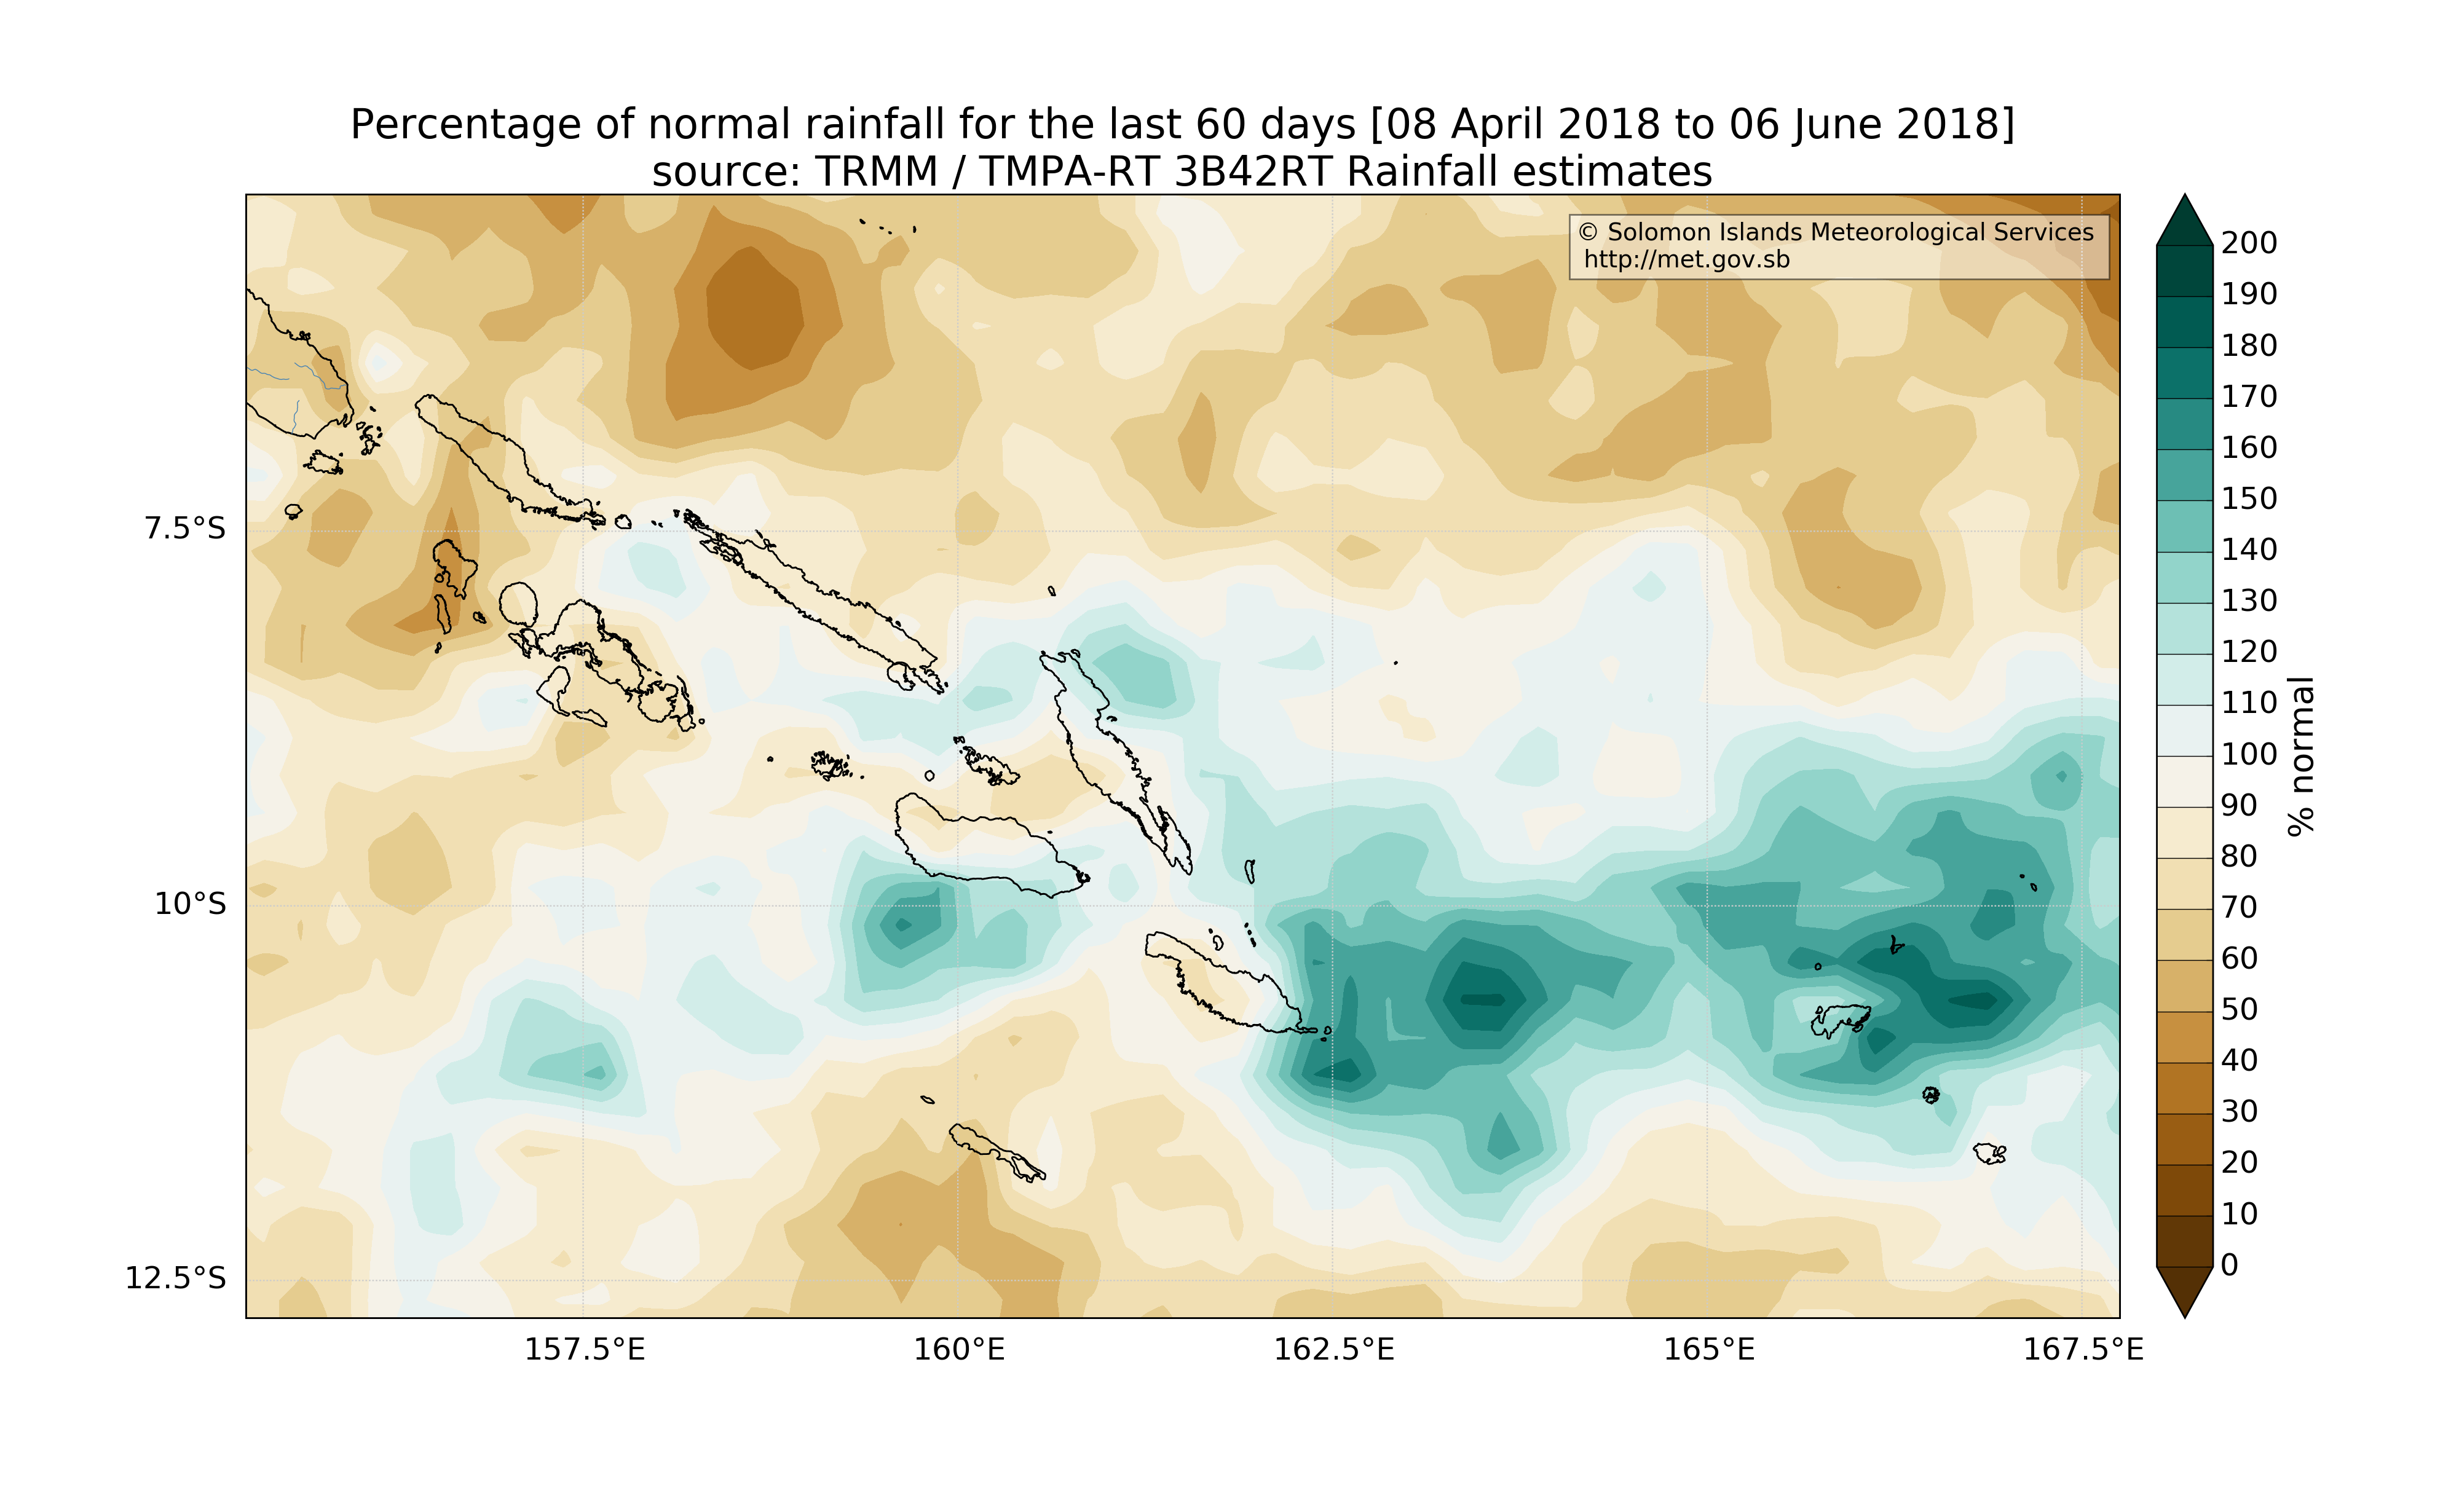 Percentage of normal rainfall for the last 60 days [08 April 2018 to 06 June 2018]
source: TRMM / TMPA-RT 3B42RT Rainfall estimates
© Solomon Islands Meteorological Services
http://met.gov.sb
7.5°S
10°S
12.5°S
157.5°E
160°E
162.5°E
165°E
167.5°E
200
190
180
170
160
150
140
130
120
110
100
90
80
70
60
50
40
30
20
10
0
% normal